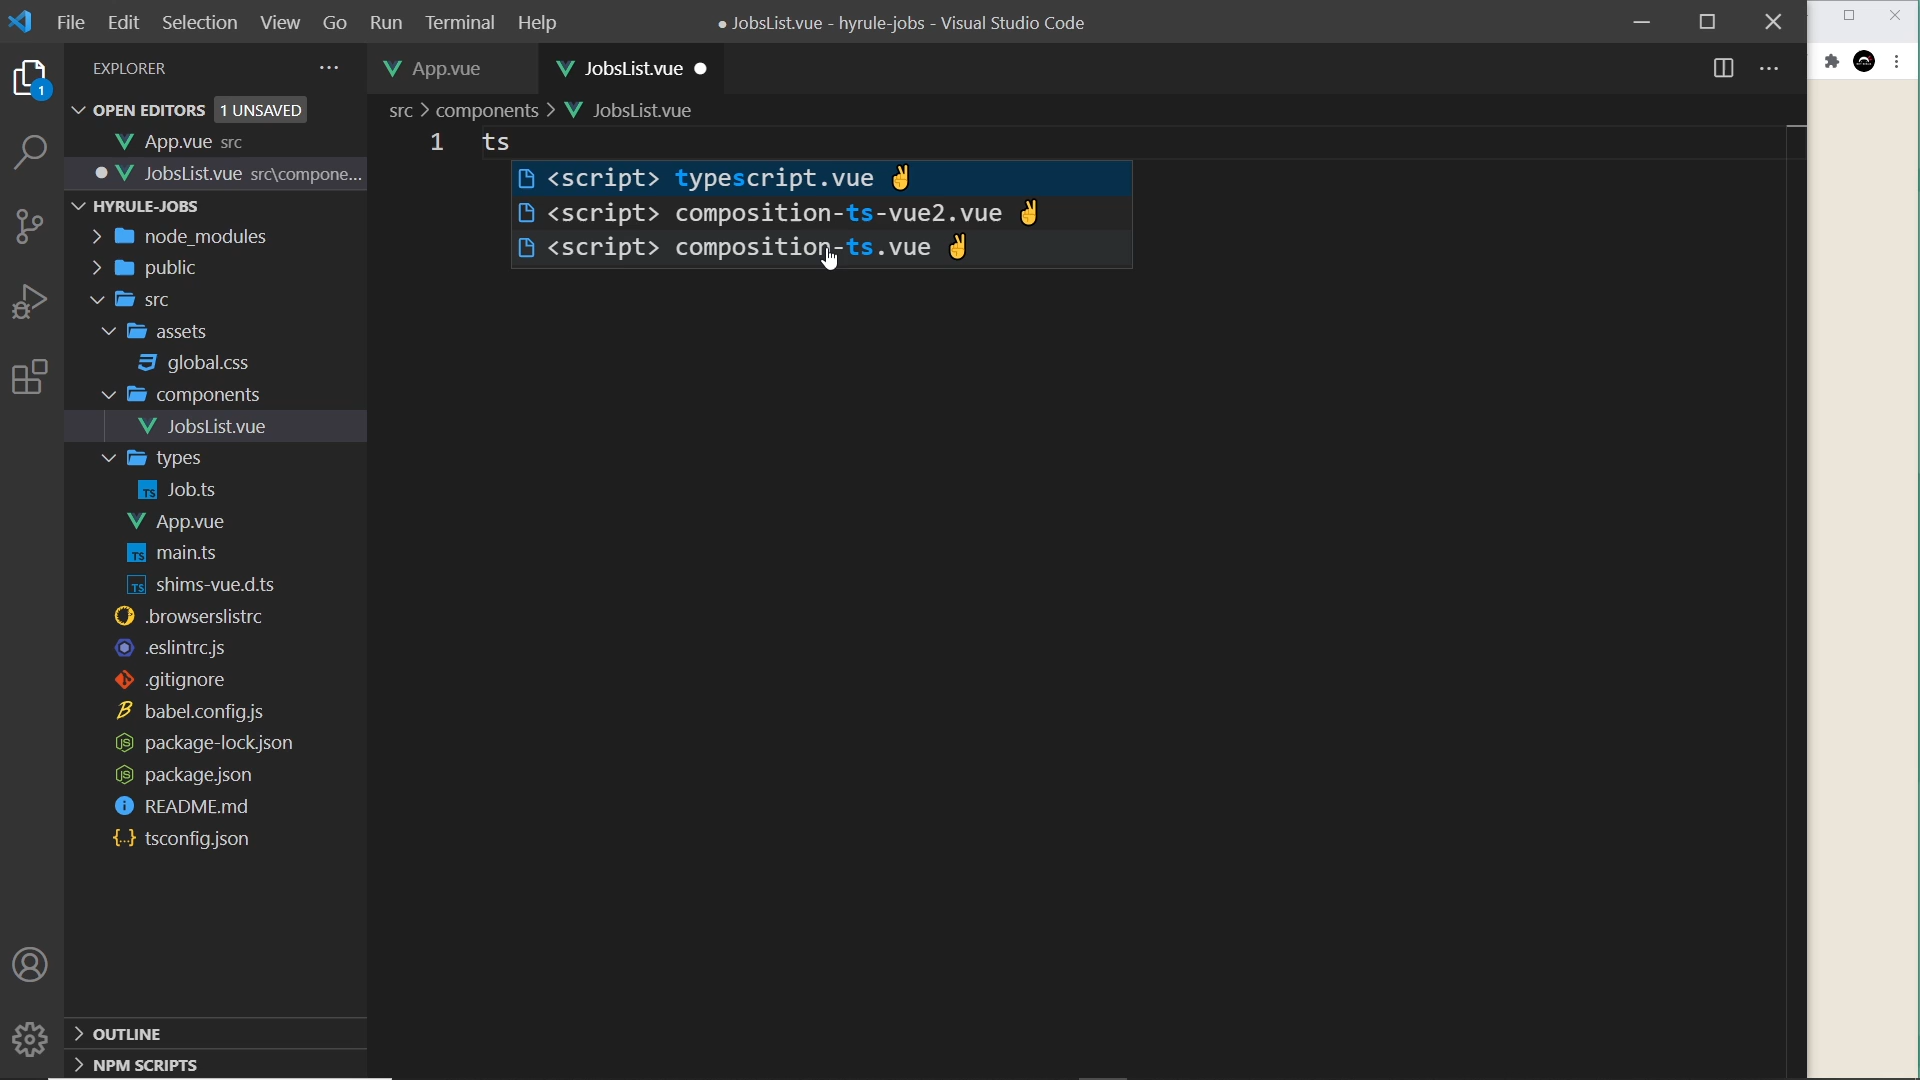 File Edit Selection View Go Run Terminal Help
● JobsList.vue - hyrule-jobs - Visual Studio Code
EXPLORER
App.vue
JobsList.vue
1
OPEN EDITORS 1 UNSAVED
App.vue src
JobsList.vue src\compone...
src > components > JobsList.vue
1 ts
<script> typescript.vue ✌
<script> composition-ts-vue2.vue ✌
<script> composition-ts.vue ✌
HYRULE-JOBS
node_modules
public
src
assets
global.css
components
JobsList.vue
types
TS Job.ts
App.vue
TS main.ts
TS shims-vue.d.ts
.browserslistrc
.eslintrc.js
.gitignore
babel.config.js
package-lock.json
package.json
README.md
tsconfig.json
OUTLINE
NPM SCRIPTS